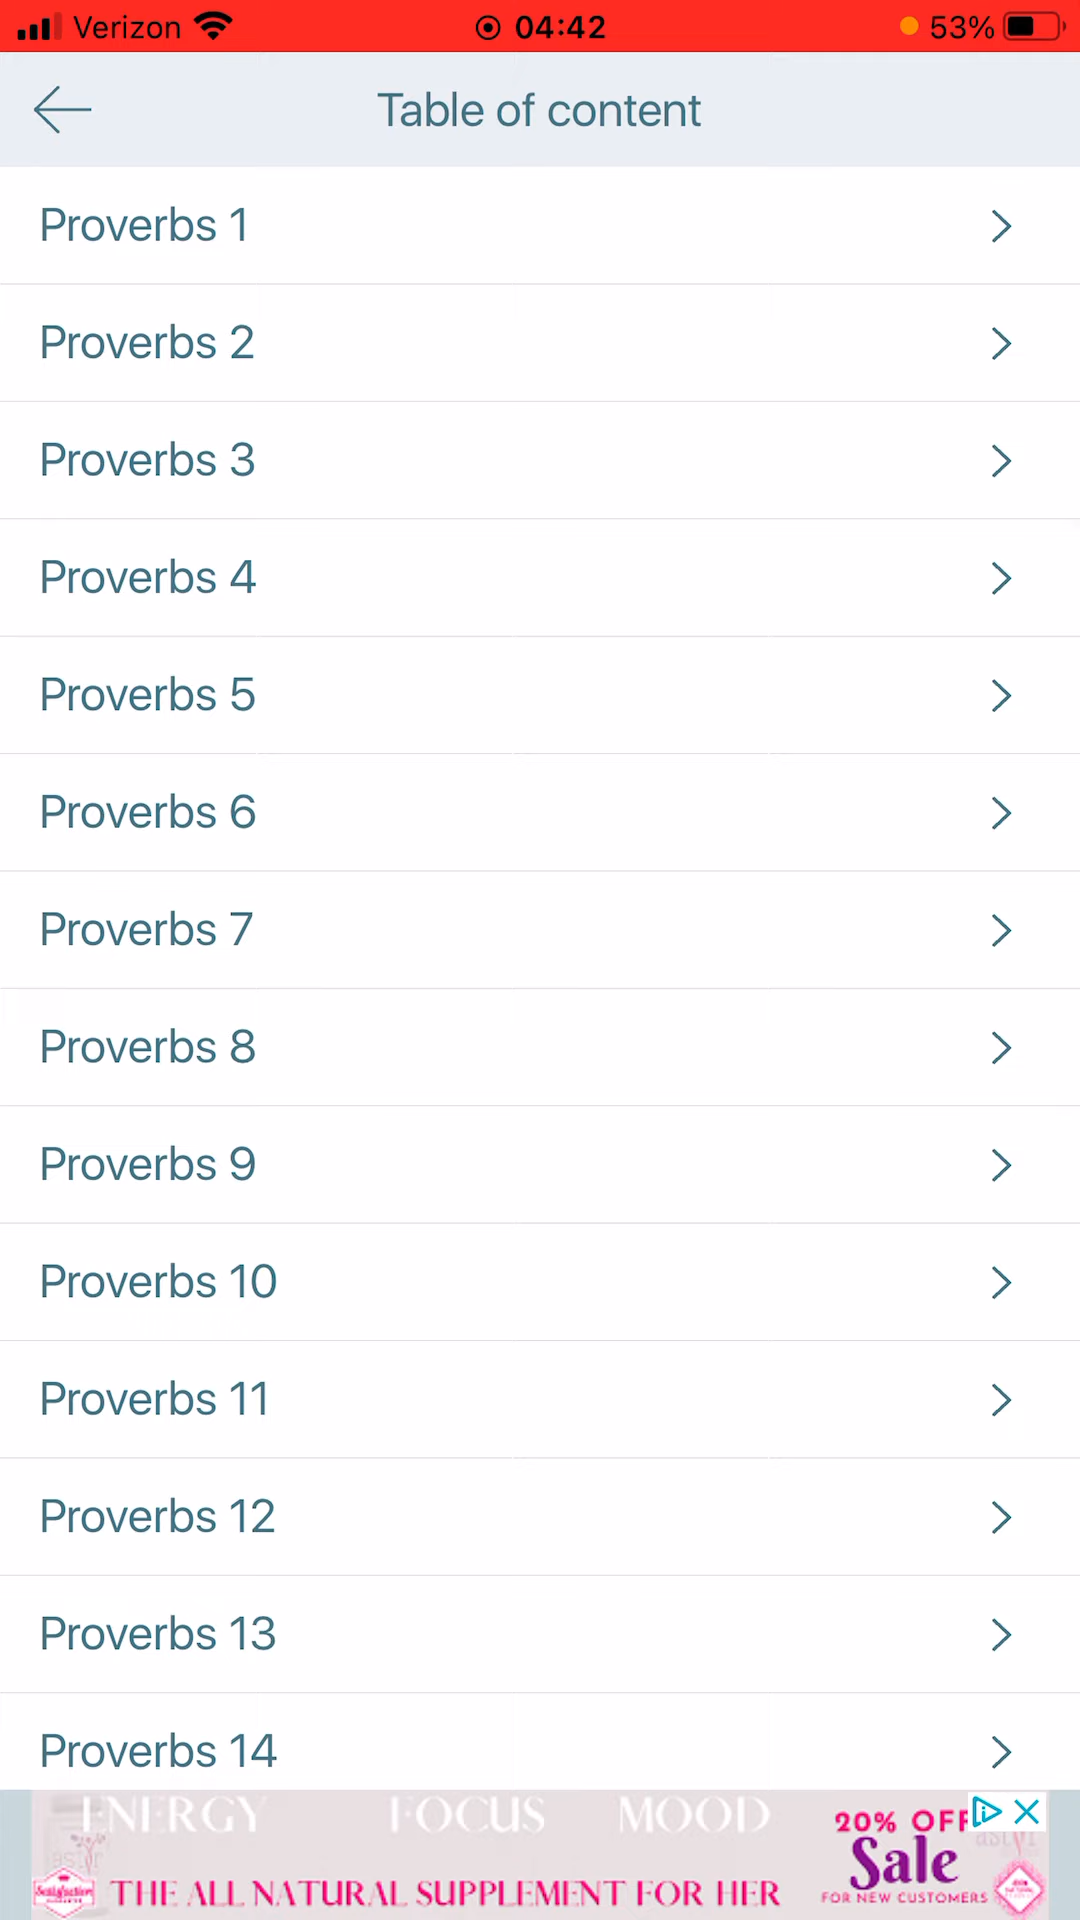 Verizon 04:42 53%
Table of content
Proverbs 1
Proverbs 2
Proverbs 3
Proverbs 4
Proverbs 5
Proverbs 6
Proverbs 7
Proverbs 8
Proverbs 9
Proverbs 10
Proverbs 11
Proverbs 12
Proverbs 13
Proverbs 14
ENERGY FOCUS MOOD
THE ALL NATURAL SUPPLEMENT FOR HER
20% OFF
Sale
FOR NEW CUSTOMERS